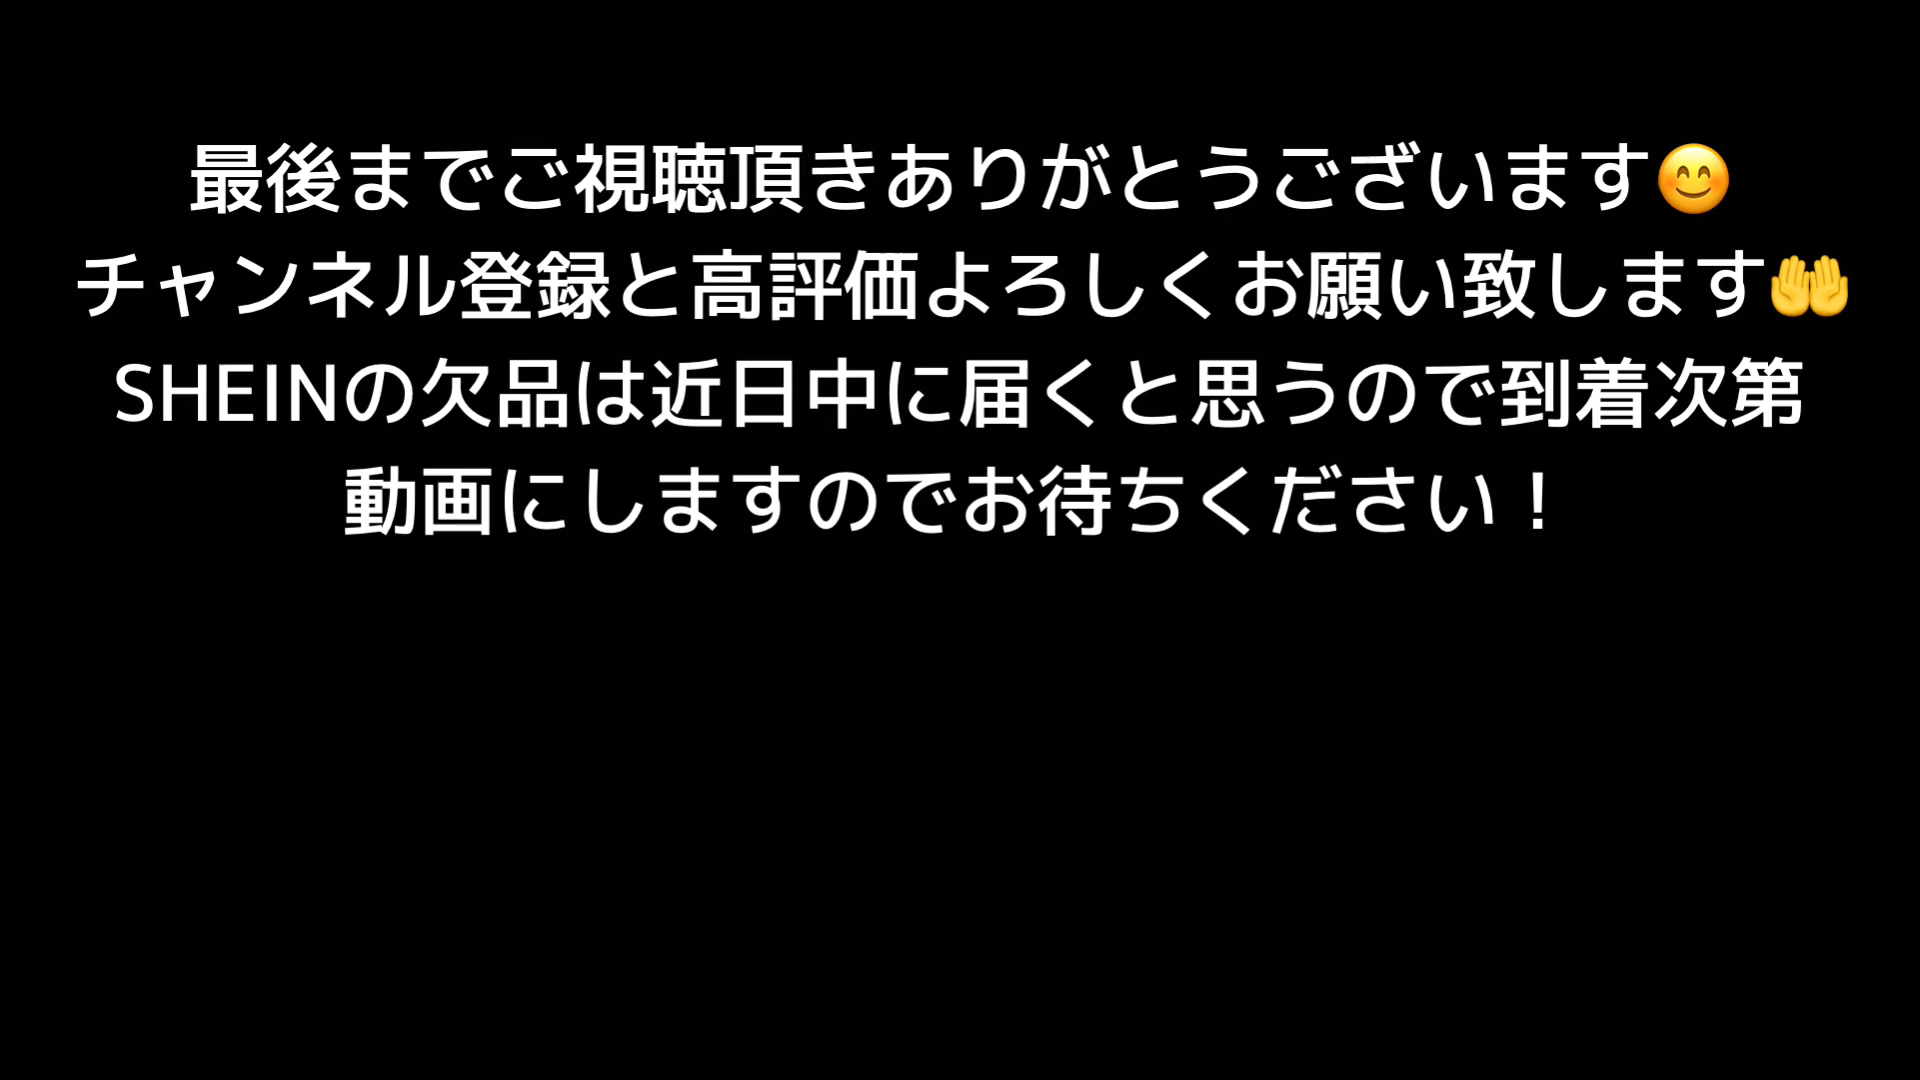 最後までご視聴頂きありがとうございます😊
チャンネル登録と高評価よろしくお願い致します🤲
SHEINの欠品は近日中に届くと思うので到着次第
動画にしますのでお待ちください！